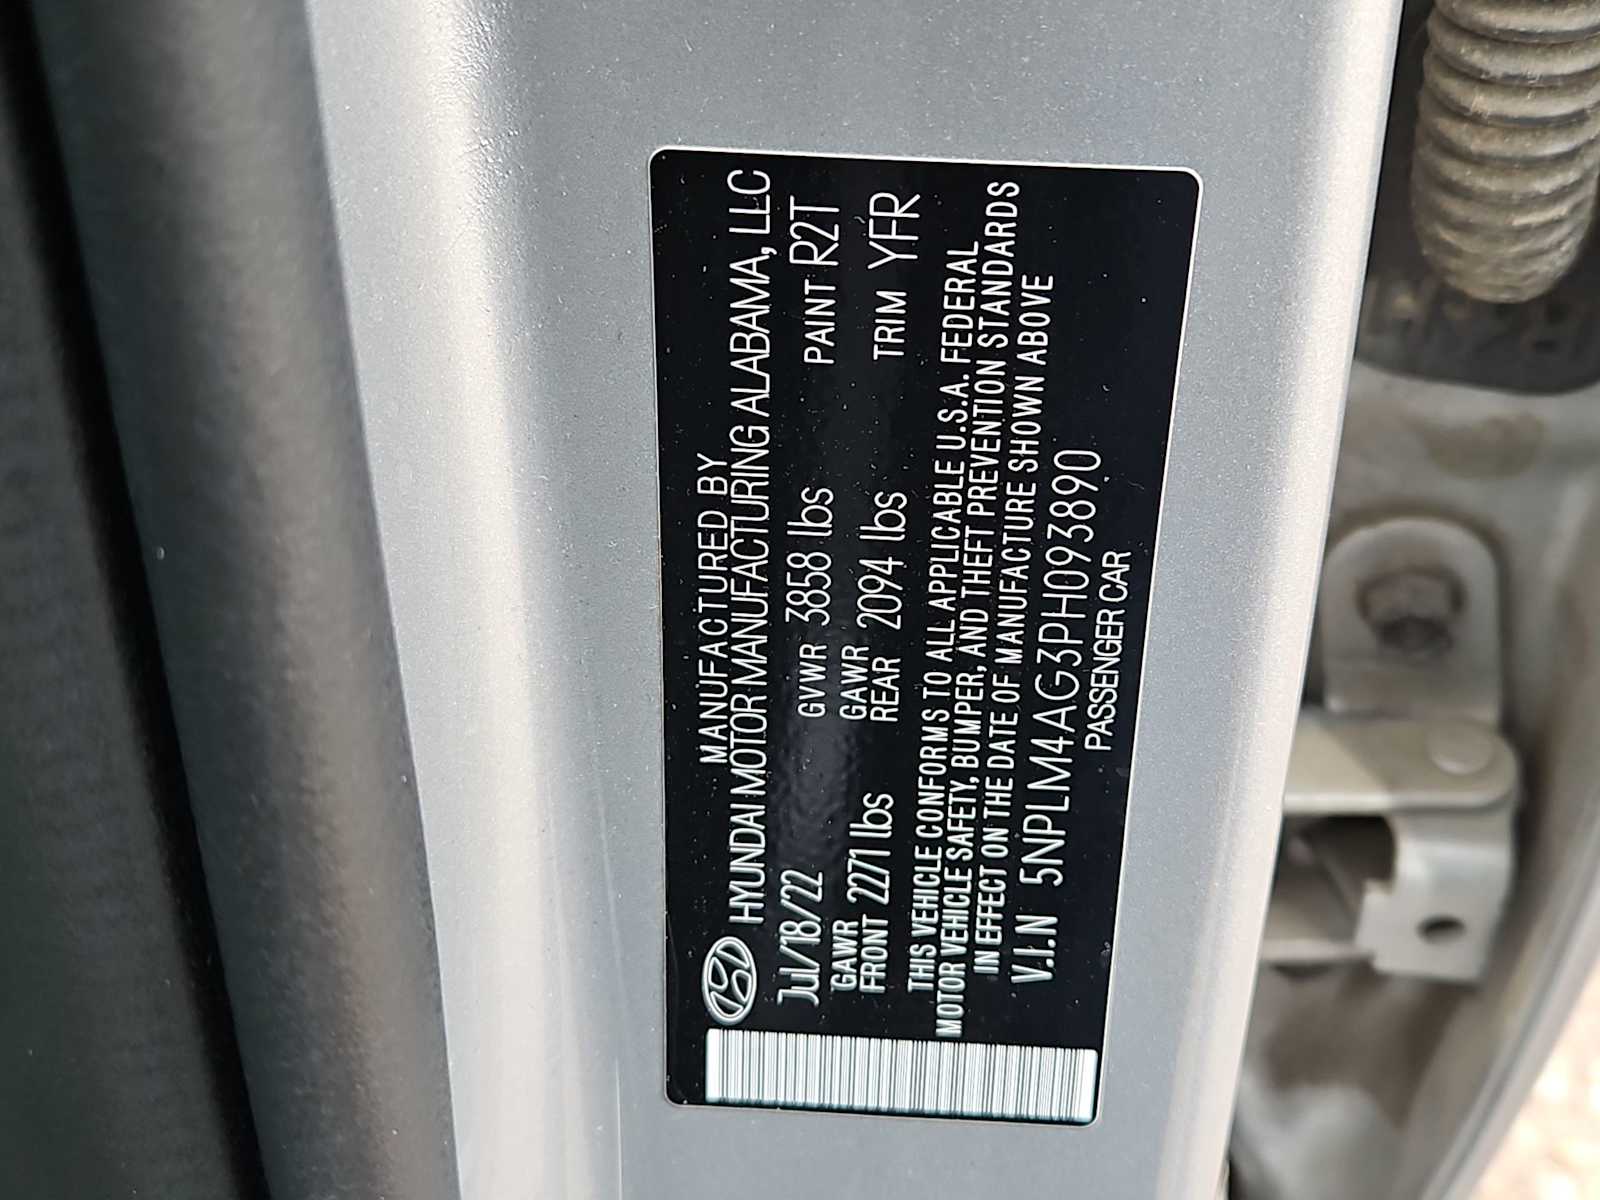 MANUFACTURED BY
HYUNDAI MOTOR MANUFACTURING ALABAMA, LLC
Jul/18/22 GVWR 3858 lbs PAINT R2T
GAWR FRONT 2271 lbs GAWR REAR 2094 lbs TRIM YFR
THIS VEHICLE CONFORMS TO ALL APPLICABLE U.S.A. FEDERAL
MOTOR VEHICLE SAFETY, BUMPER, AND THEFT PREVENTION STANDARDS
IN EFFECT ON THE DATE OF MANUFACTURE SHOWN ABOVE
V.I.N 5NPLM4AG3PH093890
PASSENGER CAR